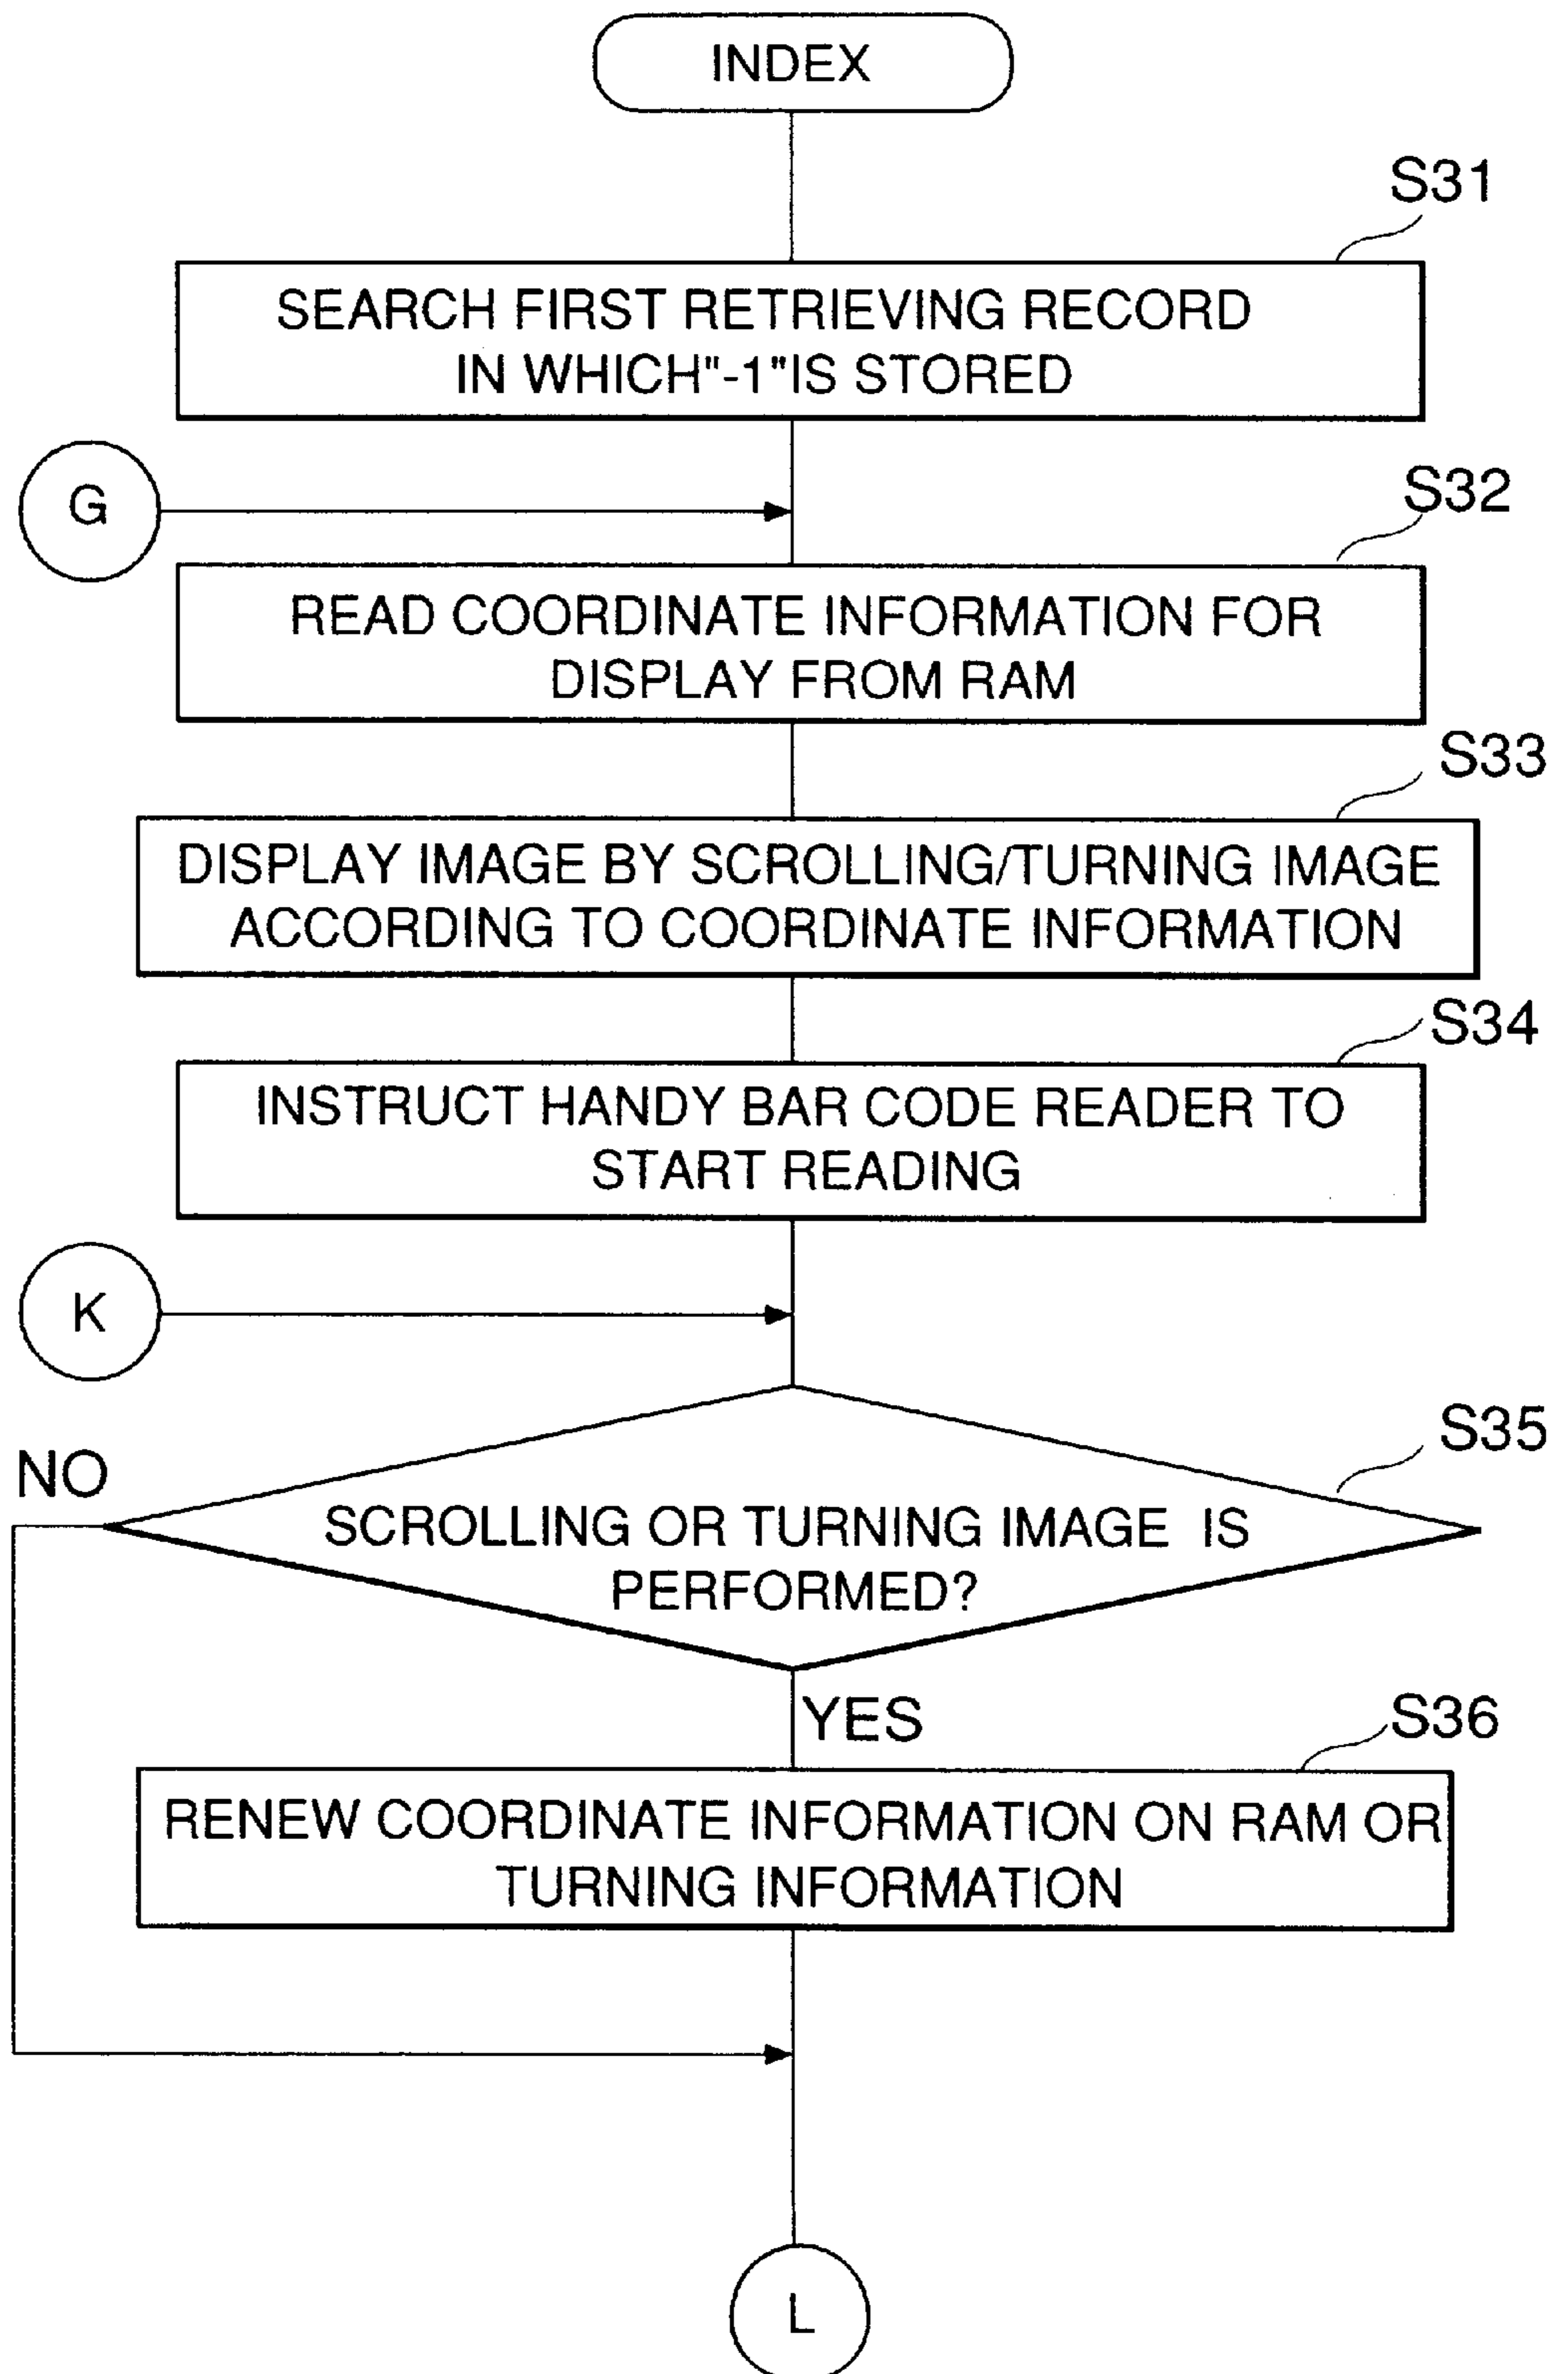 INDEX
S31
SEARCH FIRST RETRIEVING RECORD
IN WHICH"-1"IS STORED
G
S32
READ COORDINATE INFORMATION FOR
DISPLAY FROM RAM
S33
DISPLAY IMAGE BY SCROLLING/TURNING IMAGE
ACCORDING TO COORDINATE INFORMATION
S34
INSTRUCT HANDY BAR CODE READER TO
START READING
K
S35
NO
SCROLLING OR TURNING IMAGE IS
PERFORMED?
YES
S36
RENEW COORDINATE INFORMATION ON RAM OR
TURNING INFORMATION
L